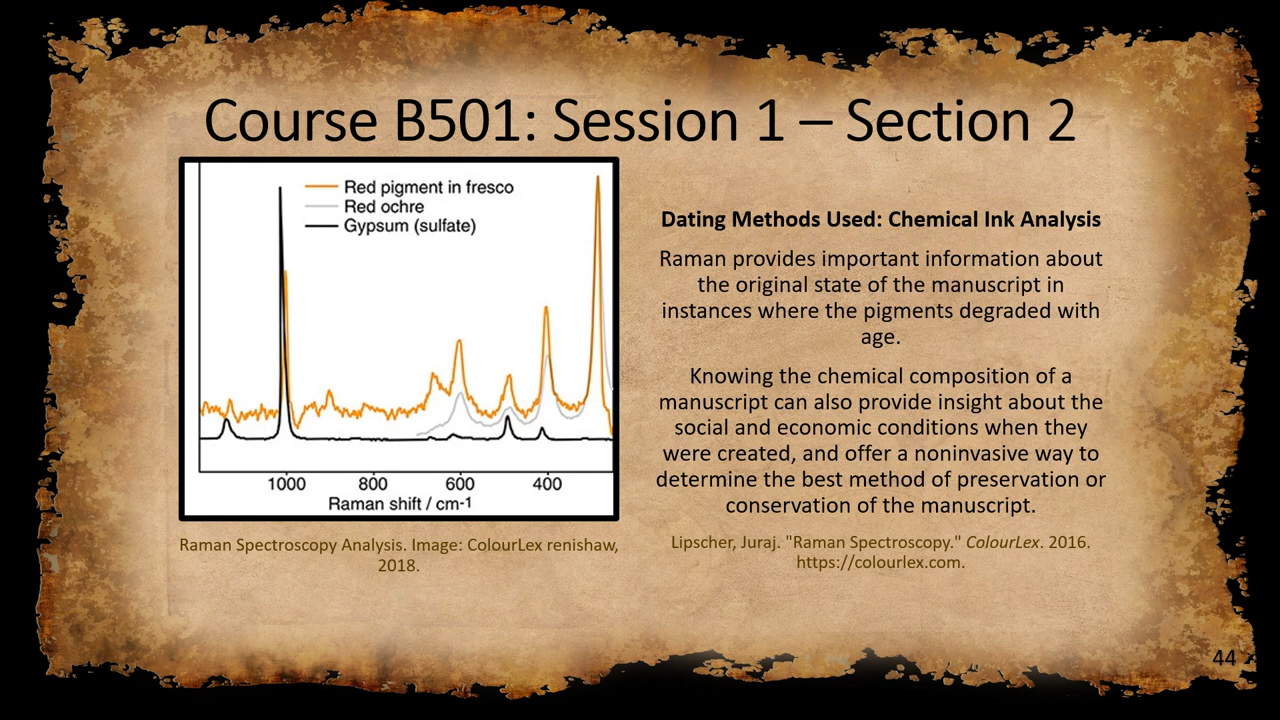 Course B501: Session 1 – Section 2
Red pigment in fresco
Red ochre
Gypsum (sulfate)
1000 800 600 400
Raman shift / cm-1
Raman Spectroscopy Analysis. Image: ColourLex renishaw,
2018.
Dating Methods Used: Chemical Ink Analysis
Raman provides important information about
the original state of the manuscript in
instances where the pigments degraded with
age.
Knowing the chemical composition of a
manuscript can also provide insight about the
social and economic conditions when they
were created, and offer a noninvasive way to
determine the best method of preservation or
conservation of the manuscript.
Lipscher, Juraj. "Raman Spectroscopy." ColourLex. 2016.
https://colourlex.com.
44